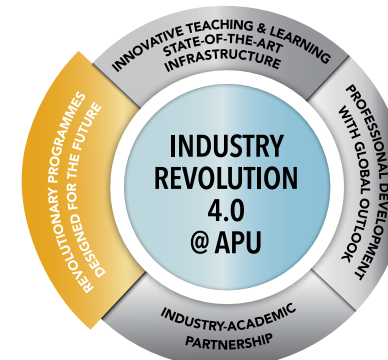 INNOVATIVE TEACHING & LEARNING
STATE-OF-THE-ART
INFRASTRUCTURE
PROFESSIONAL DEVELOPMENT
WITH GLOBAL OUTLOOK
INDUSTRY-ACADEMIC
PARTNERSHIP
REVOLUTIONARY PROGRAMMES
DESIGNED FOR THE FUTURE
INDUSTRY
REVOLUTION
4.0
@ APU